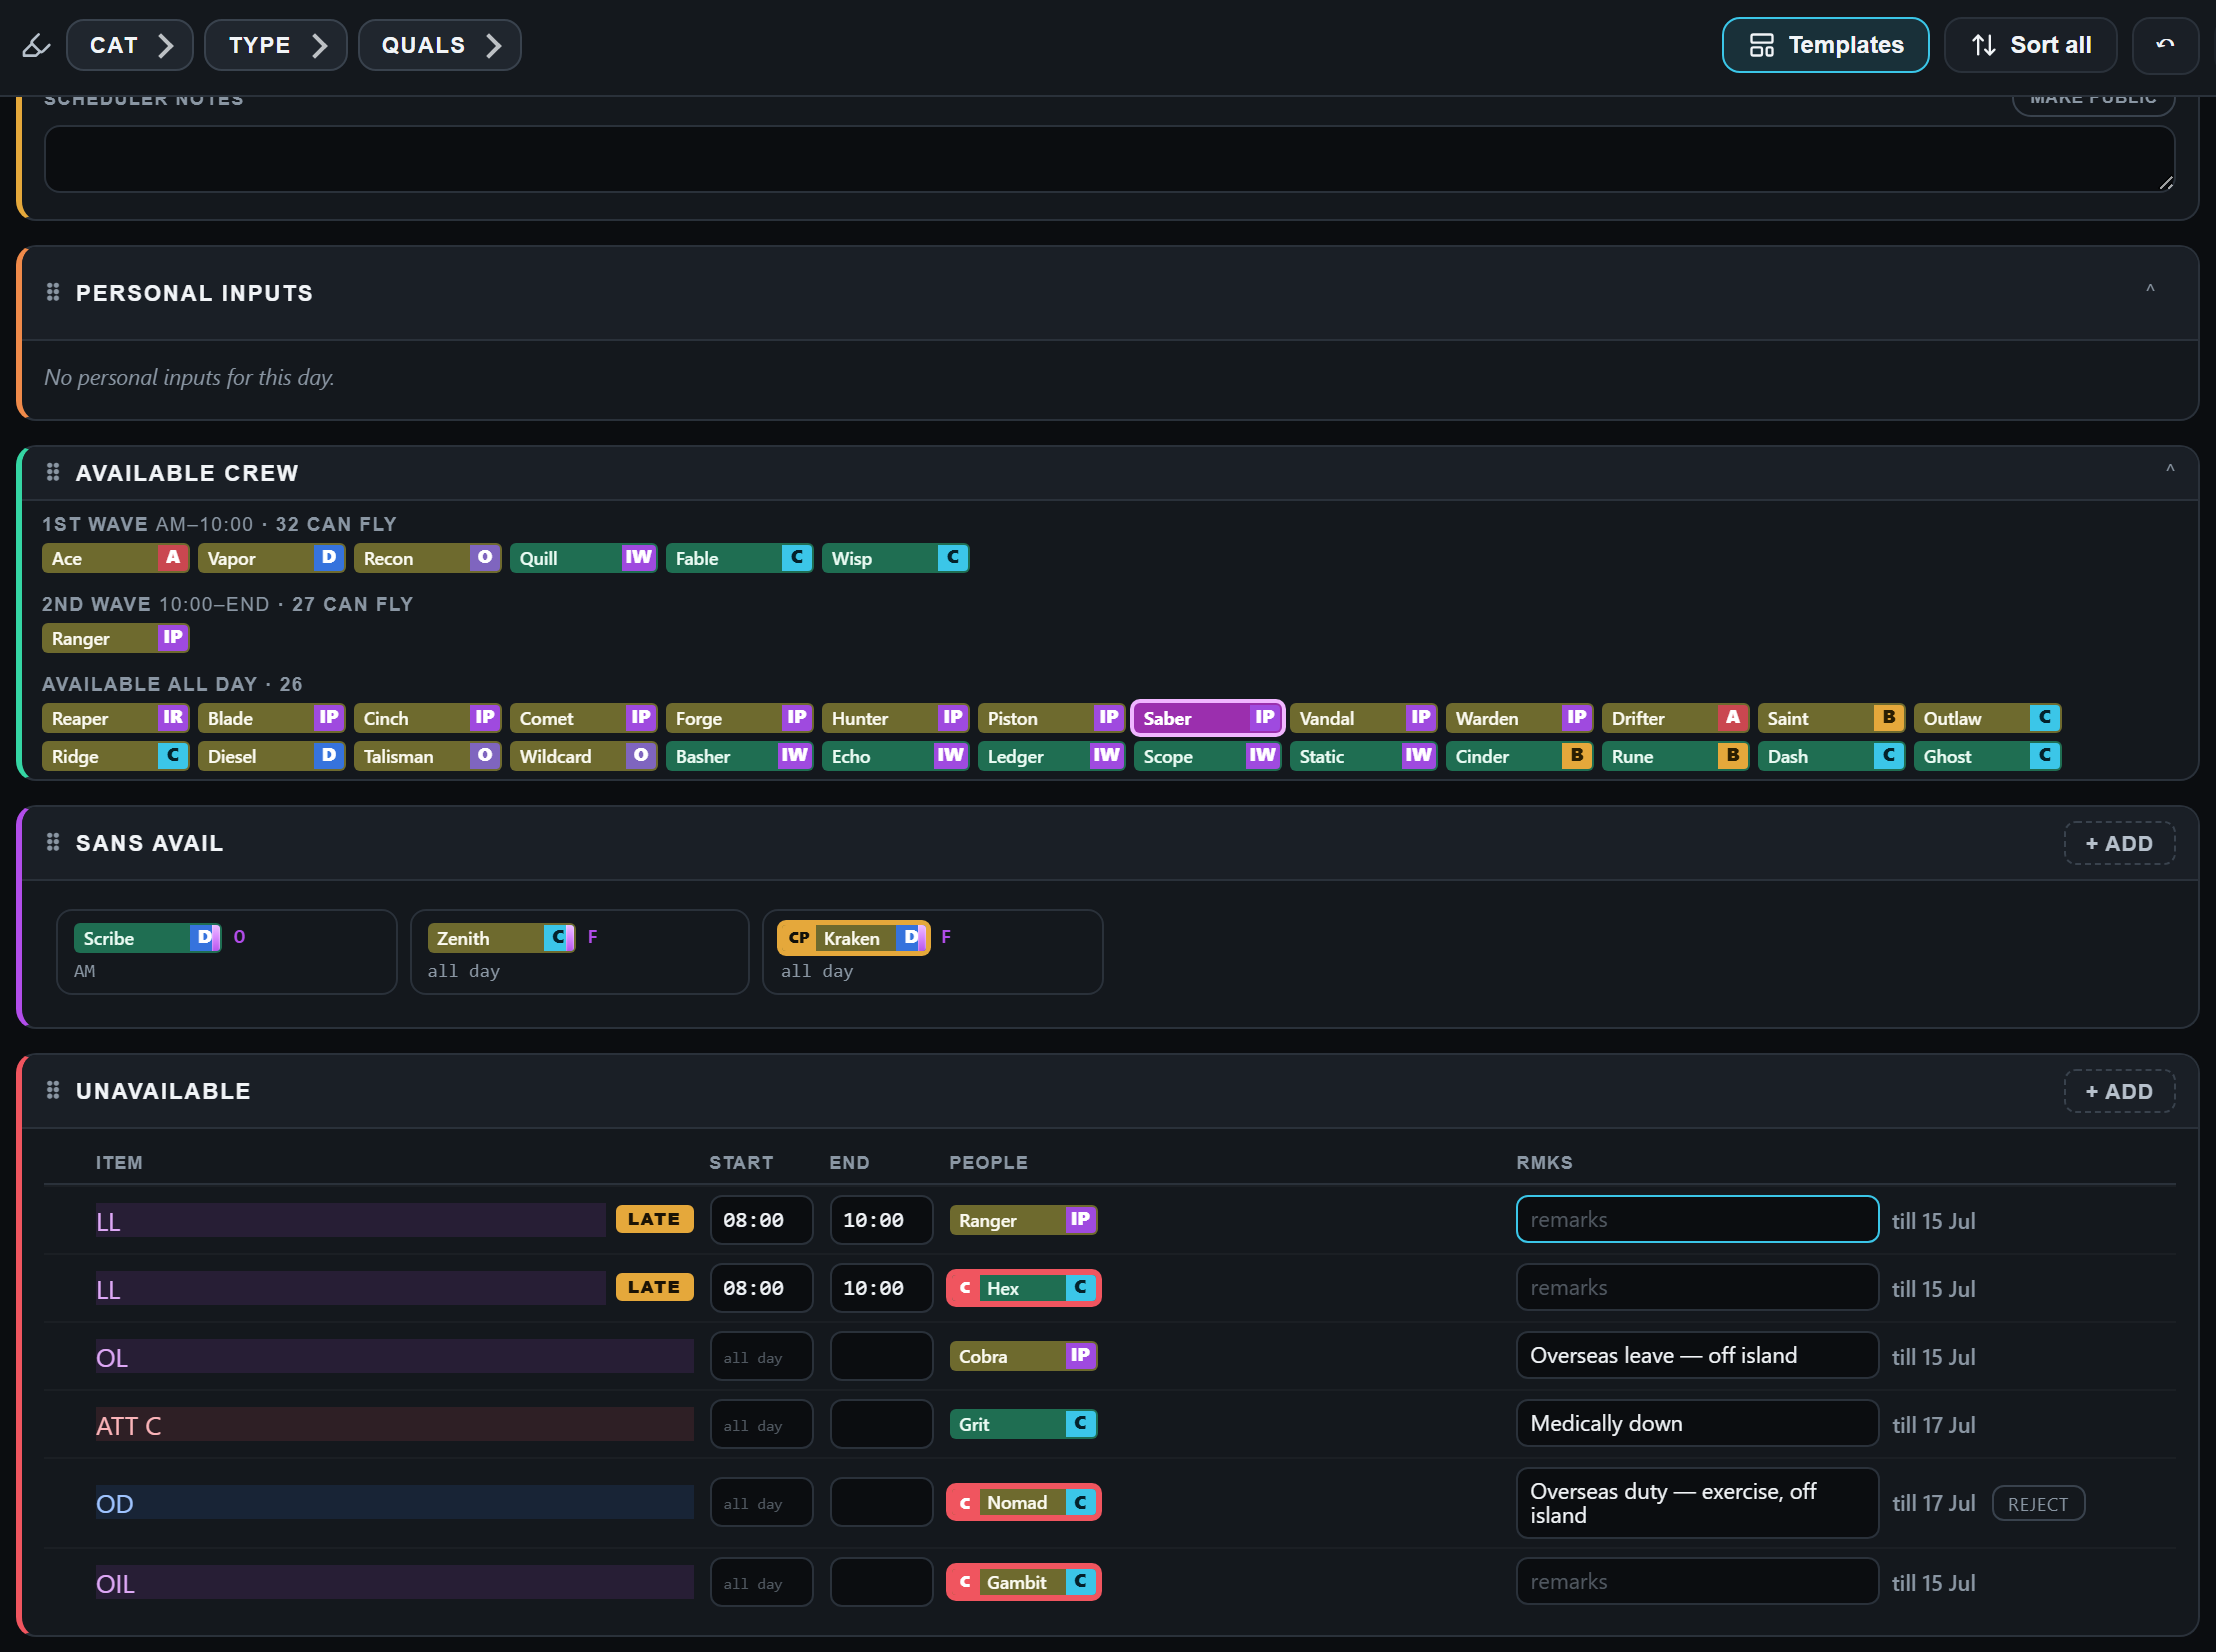 CAT > TYPE > QUALS > Templates Sort all
SCHEDULER NOTES MAKE PUBLIC
PERSONAL INPUTS ^
No personal inputs for this day.
AVAILABLE CREW ^
1ST WAVE AM–10:00 · 32 CAN FLY
Ace A Vapor D Recon O Quill IW Fable C Wisp C
2ND WAVE 10:00–END · 27 CAN FLY
Ranger IP
AVAILABLE ALL DAY · 26
Reaper IR Blade IP Cinch IP Comet IP Forge IP Hunter IP Piston IP Saber IP Vandal IP Warden IP Drifter A Saint B Outlaw C
Ridge C Diesel D Talisman O Wildcard O Basher IW Echo IW Ledger IW Scope IW Static IW Cinder B Rune B Dash C Ghost C
SANS AVAIL + ADD
Scribe D O Zenith C F CP Kraken D F
AM all day all day
UNAVAILABLE + ADD
ITEM START END PEOPLE RMKS
LL LATE 08:00 10:00 Ranger IP remarks till 15 Jul
LL LATE 08:00 10:00 C Hex C remarks till 15 Jul
OL all day Cobra IP Overseas leave — off island till 15 Jul
ATT C all day Grit C Medically down till 17 Jul
OD all day C Nomad C Overseas duty — exercise, off island till 17 Jul REJECT
OIL all day C Gambit C remarks till 15 Jul